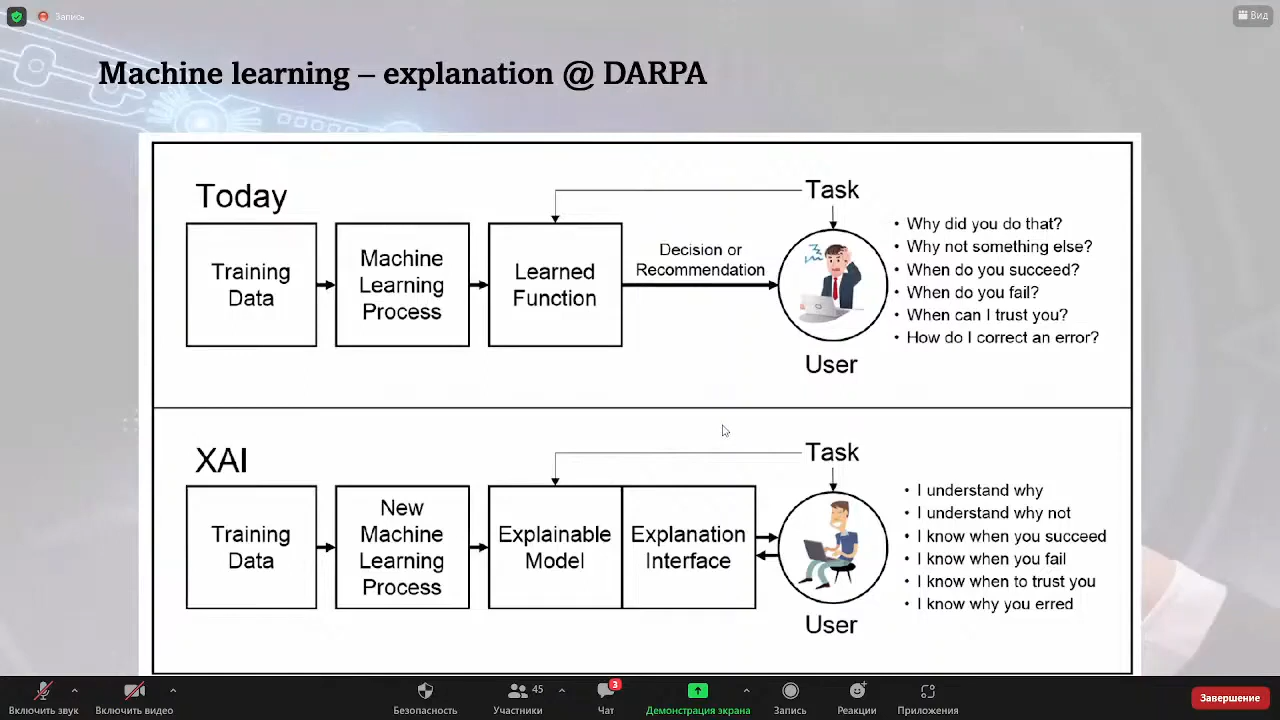 Запись
Вид
Machine learning – explanation @ DARPA
Today
Training
Data
Machine
Learning
Process
Learned
Function
Decision or
Recommendation
Task
User
• Why did you do that?
• Why not something else?
• When do you succeed?
• When do you fail?
• When can I trust you?
• How do I correct an error?
XAI
Training
Data
New
Machine
Learning
Process
Explainable
Model
Explanation
Interface
Task
User
• I understand why
• I understand why not
• I know when you succeed
• I know when you fail
• I know when to trust you
• I know why you erred
Включить звук
Включить видео
Безопасность
45
Участники
3
Чат
Демонстрация экрана
Запись
Реакции
Приложения
Завершение